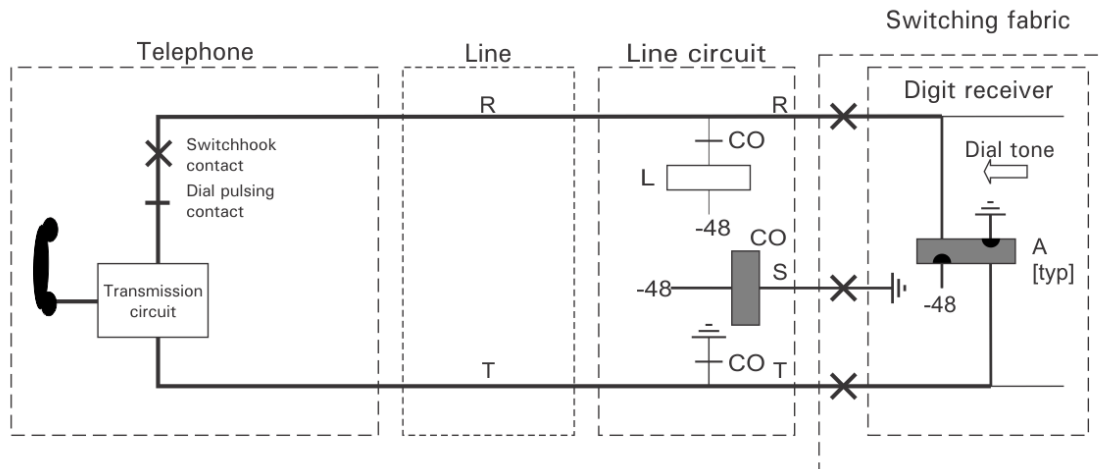 Switching fabric
Telephone
Line
Line circuit
Digit receiver
R
R
Switchhook
contact
CO
Dial tone
L
Dial pulsing
contact
-48
CO
A
[typ]
S
-48
-48
Transmission
circuit
T
CO
T